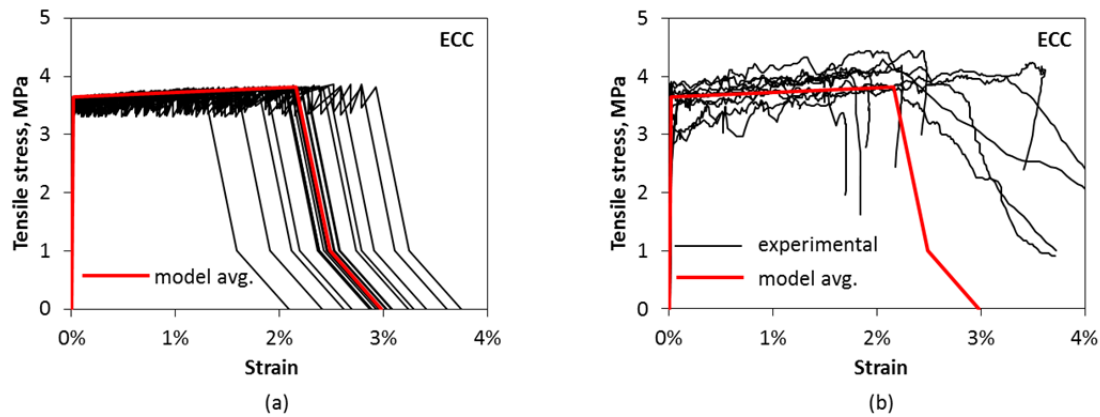 ECC
5
4
3
2
1
0
Tensile stress, MPa
model avg.
0% 1% 2% 3% 4%
Strain
(a)
ECC
5
4
3
2
1
0
Tensile stress, MPa
experimental
model avg.
0% 1% 2% 3% 4%
Strain
(b)